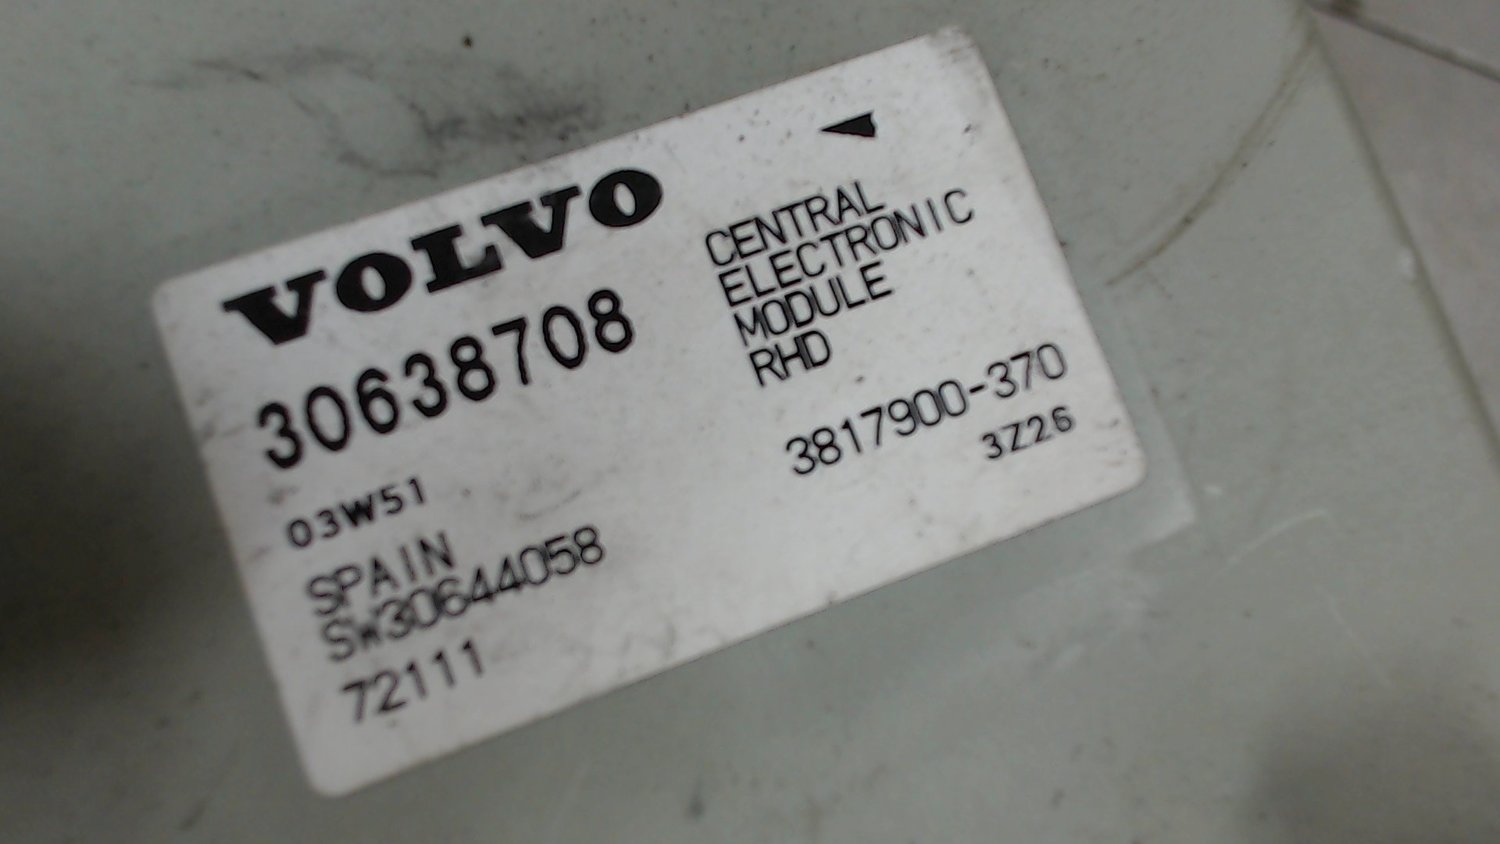 VOLVO
30638708
03W51
SPAIN
SW30644058
72111
CENTRAL
ELECTRONIC
MODULE
RHD
3817900-370
3Z26